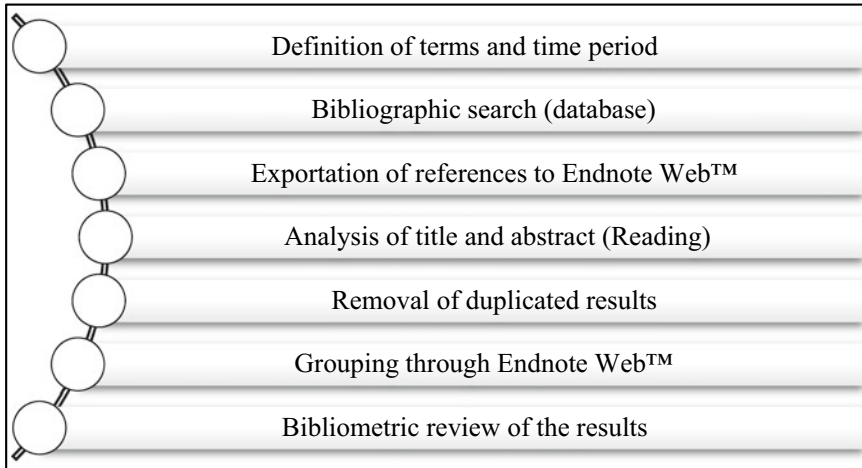 Definition of terms and time period
Bibliographic search (database)
Exportation of references to Endnote Web™
Analysis of title and abstract (Reading)
Removal of duplicated results
Grouping through Endnote Web™
Bibliometric review of the results